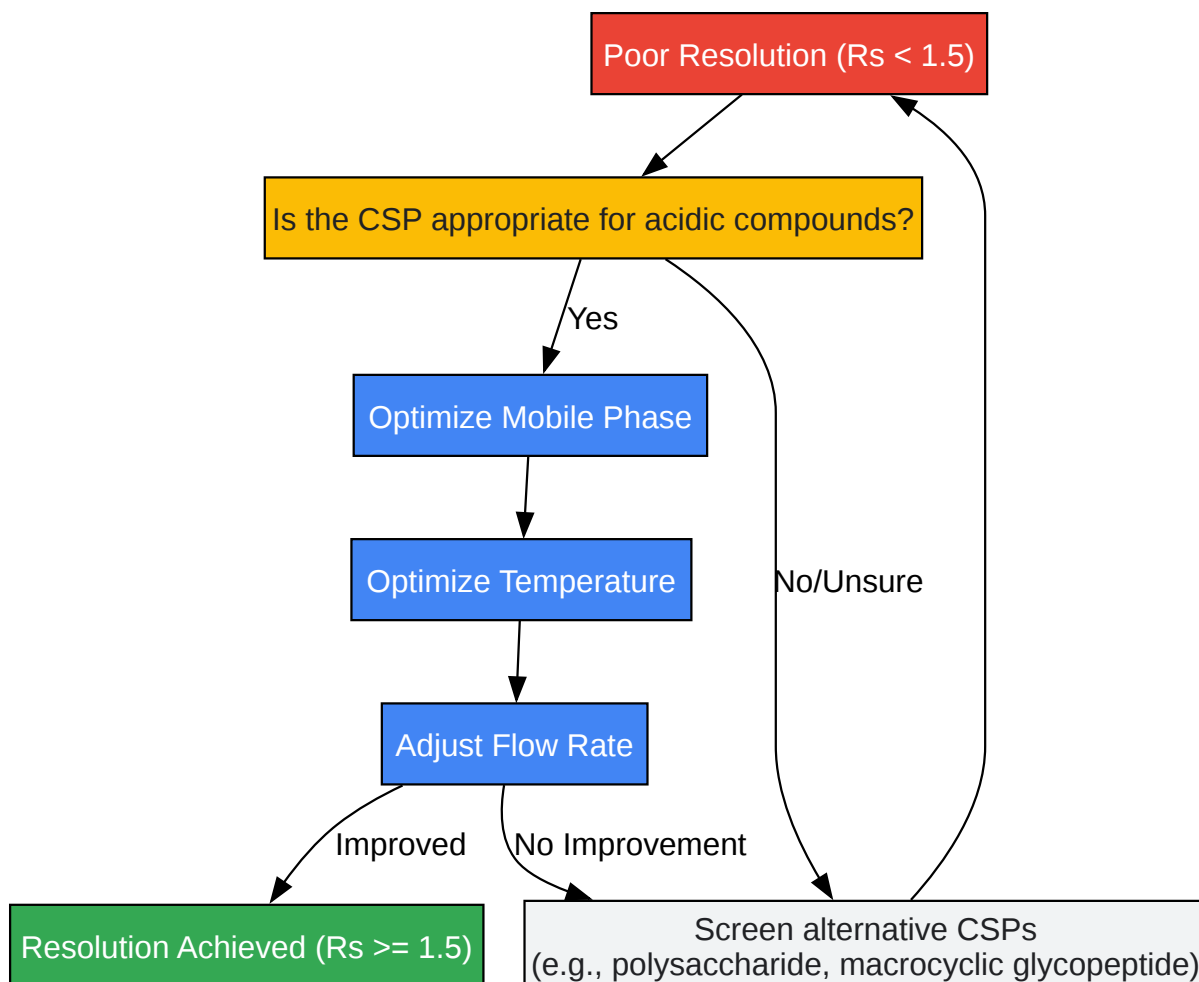 Poor Resolution (Rs < 1.5)
Is the CSP appropriate for acidic compounds?
Yes
Optimize Mobile Phase
Optimize Temperature
No/Unsure
Adjust Flow Rate
Improved
No Improvement
Resolution Achieved (Rs >= 1.5)
Screen alternative CSPs
(e.g., polysaccharide, macrocyclic glycopeptide)